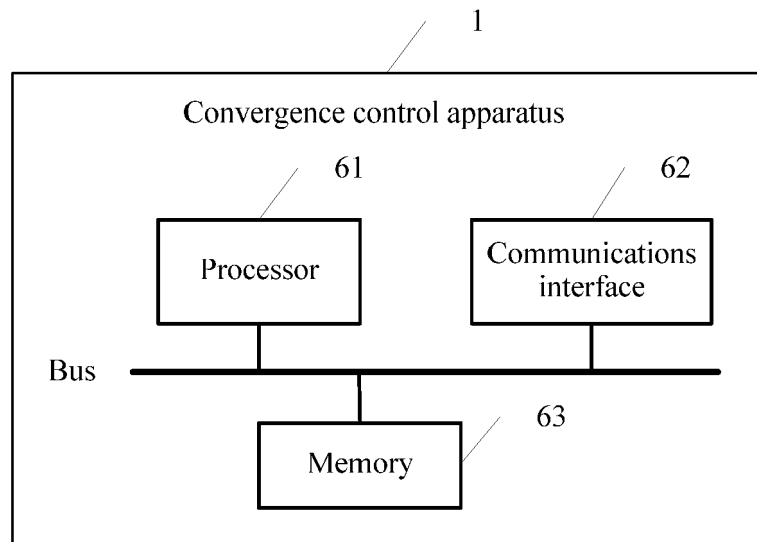 1
Convergence control apparatus
61
62
Processor
Communications
interface
Bus
63
Memory